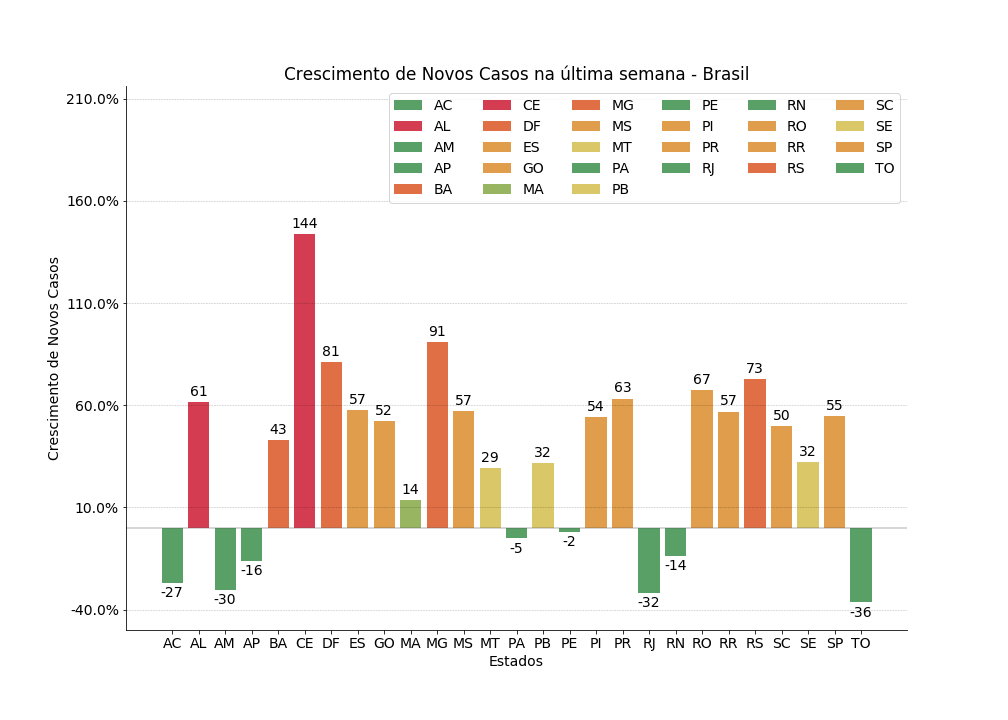 Crescimento de Novos Casos na última semana - Brasil
210.0%
160.0%
110.0%
60.0%
10.0%
-40.0%
Crescimento de Novos Casos
AC CE MG PE RN SC
AL DF MS PI RO SE
AM ES MT PR RR SP
AP GO PA RJ RS TO
BA MA PB
-27 61 -30 -16 43 144 81 57 52 14 91 57 29 -5 32 -2 54 63 -32 -14 67 57 73 50 32 55 -36
AC AL AM AP BA CE DF ES GO MA MG MS MT PA PB PE PI PR RJ RN RO RR RS SC SE SP TO
Estados